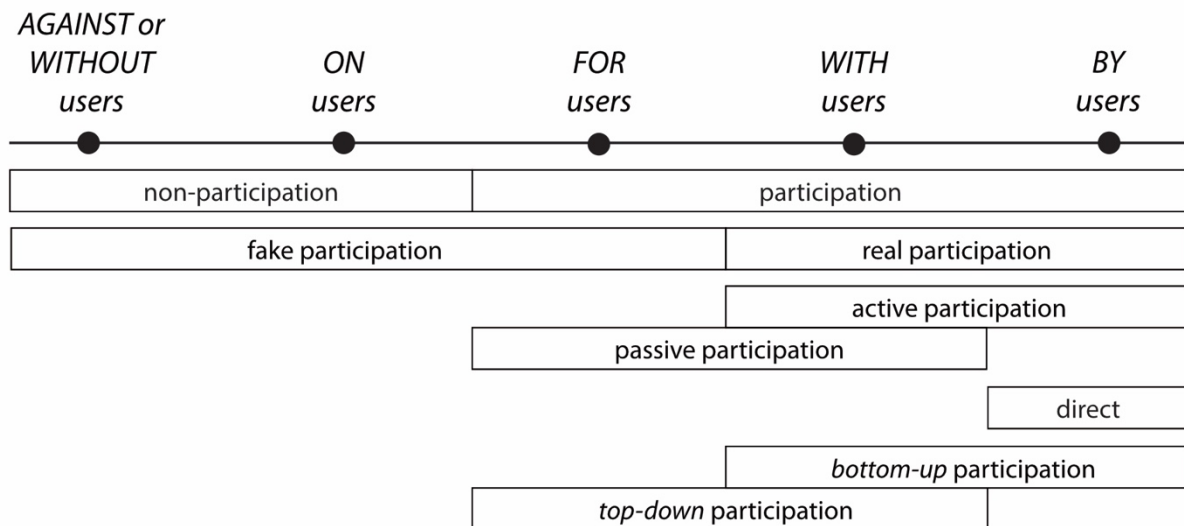 AGAINST or
WITHOUT
users
ON
users
FOR
users
WITH
users
BY
users
non-participation
participation
fake participation
real participation
active participation
passive participation
direct
bottom-up participation
top-down participation